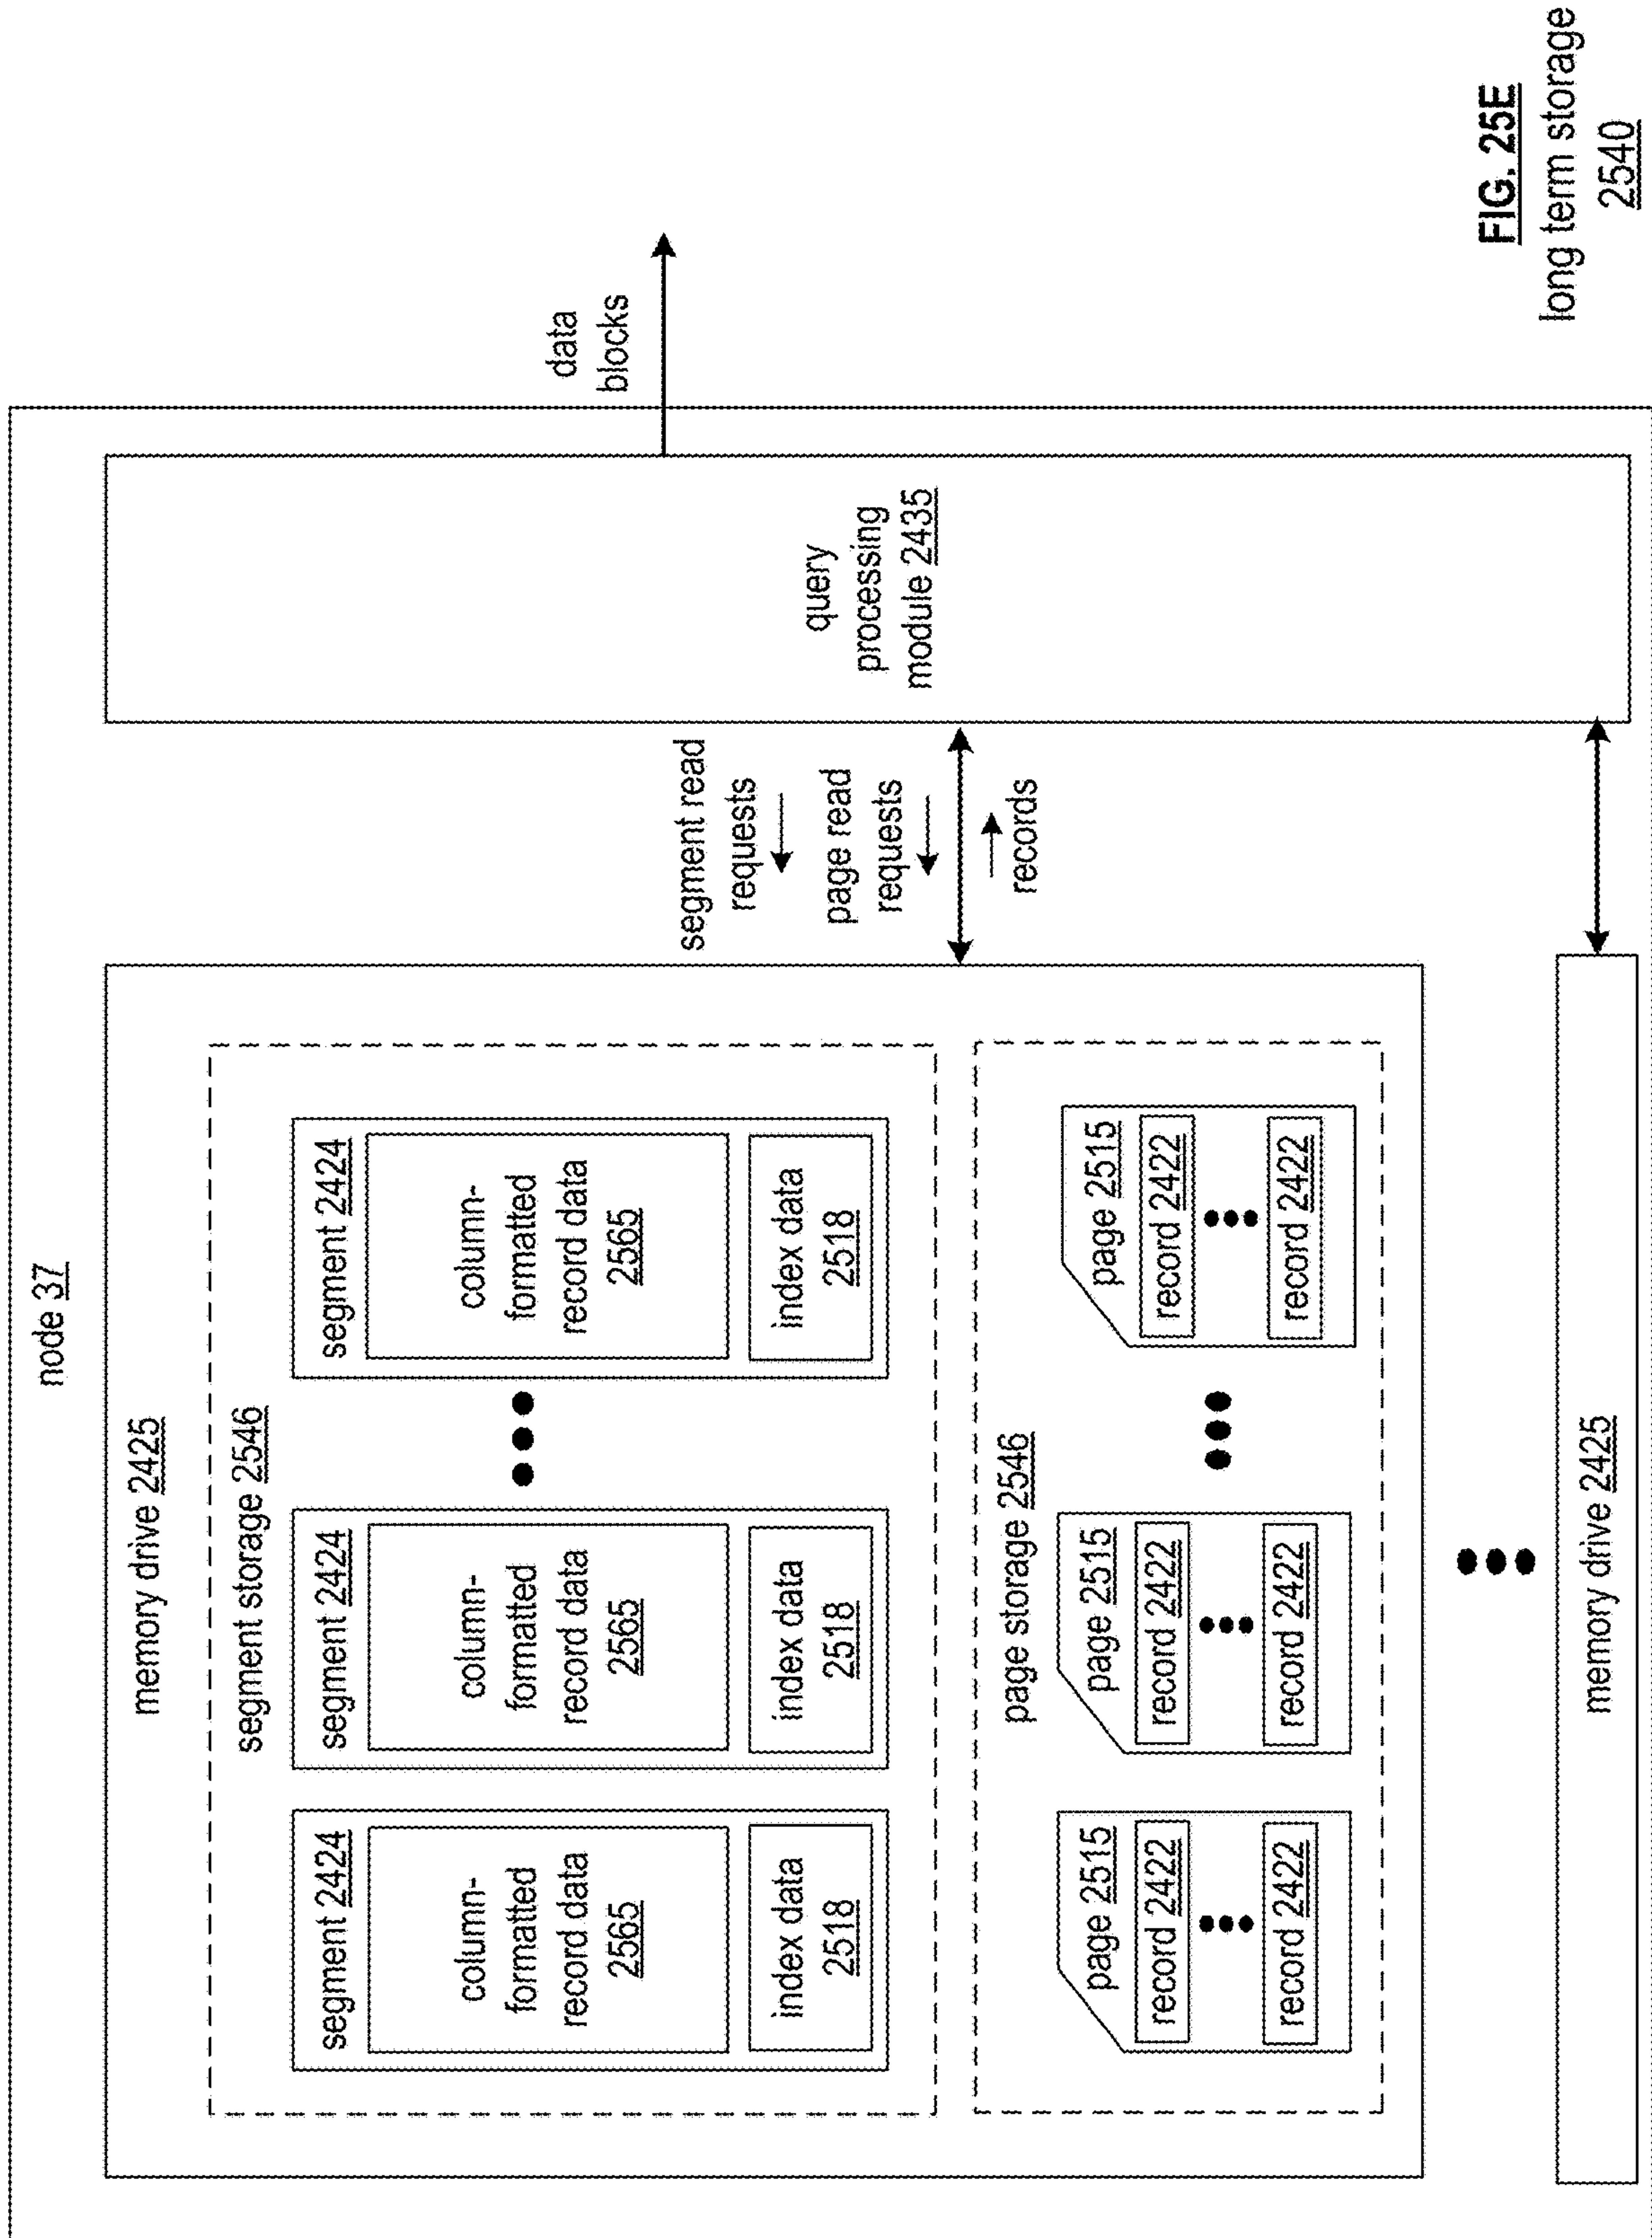 node 37
memory drive 2425
segment storage 2546
segment 2424
column-
formatted
record data
2565
index data
2518
segment 2424
column-
formatted
record data
2565
index data
2518
segment 2424
column-
formatted
record data
2565
index data
2518
page storage 2546
page 2515
record 2422
record 2422
page 2515
record 2422
record 2422
page 2515
record 2422
record 2422
memory drive 2425
segment read
requests
page read
requests
records
query
processing
module 2435
data
blocks
FIG. 25E
long term storage
2540